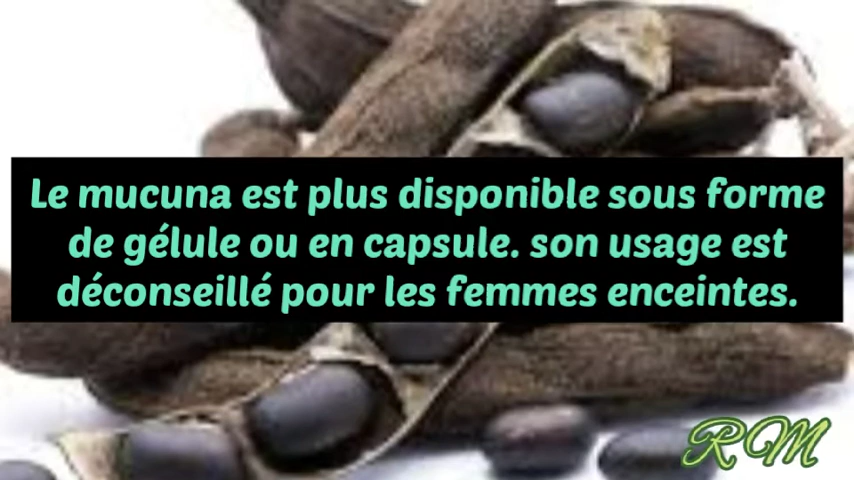 Le mucuna est plus disponible sous forme
de gélule ou en capsule. son usage est
déconseillé pour les femmes enceintes.
RM